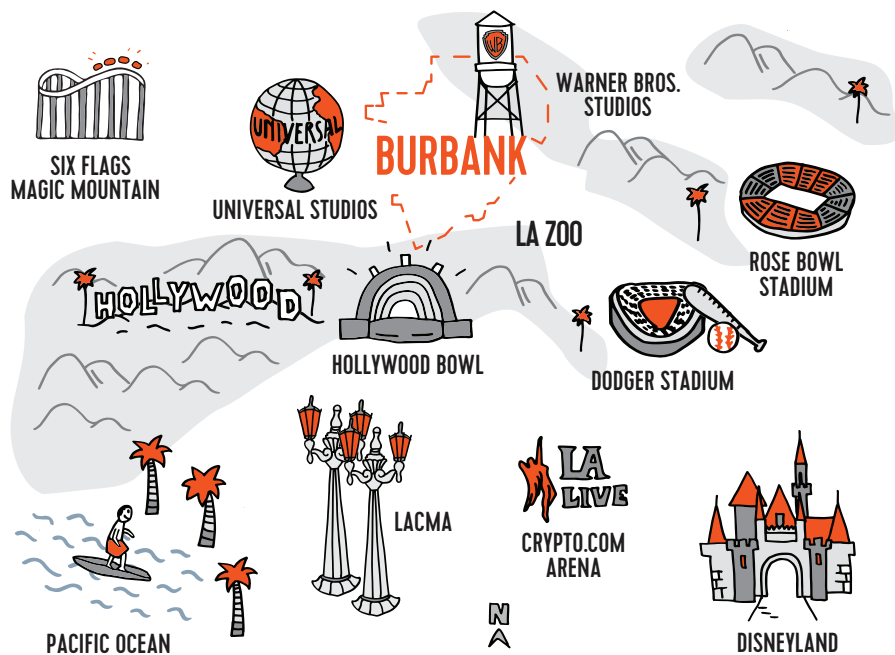 WB
WARNER BROS.
STUDIOS
UNIVERSAL
BURBANK
SIX FLAGS
MAGIC MOUNTAIN
UNIVERSAL STUDIOS
LA ZOO
ROSE BOWL
STADIUM
HOLLYWOOD
HOLLYWOOD BOWL
DODGER STADIUM
LA
LIVE
LACMA
CRYPTO.COM
ARENA
N
PACIFIC OCEAN
DISNEYLAND